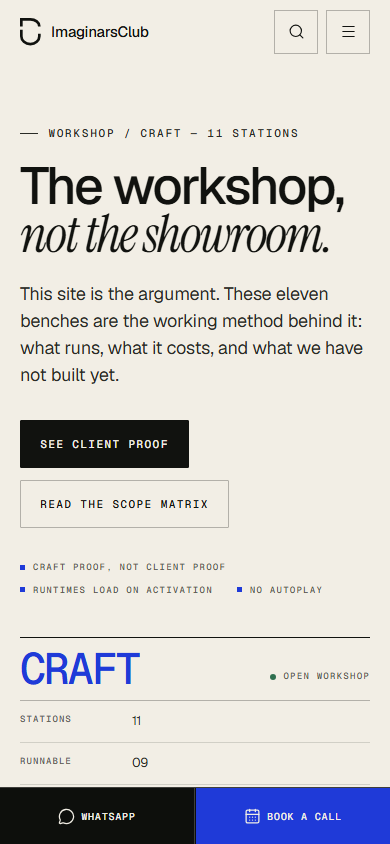 ImaginarsClub
WORKSHOP / CRAFT — 11 STATIONS
The workshop,
not the showroom.
This site is the argument. These eleven
benches are the working method behind it:
what runs, what it costs, and what we have
not built yet.
SEE CLIENT PROOF
READ THE SCOPE MATRIX
CRAFT PROOF, NOT CLIENT PROOF
RUNTIMES LOAD ON ACTIVATION NO AUTOPLAY
CRAFT
OPEN WORKSHOP
STATIONS 11
RUNNABLE 09
WHATSAPP BOOK A CALL